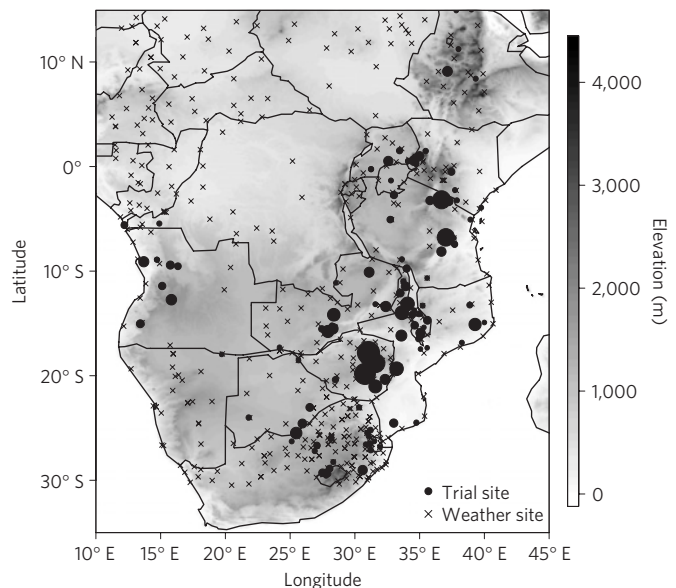 10° N
0°
10° S
20° S
30° S
Latitude
10° E
15° E
20° E
25° E
30° E
35° E
40° E
45° E
Longitude
Trial site
Weather site
4,000
3,000
2,000
1,000
0
Elevation (m)